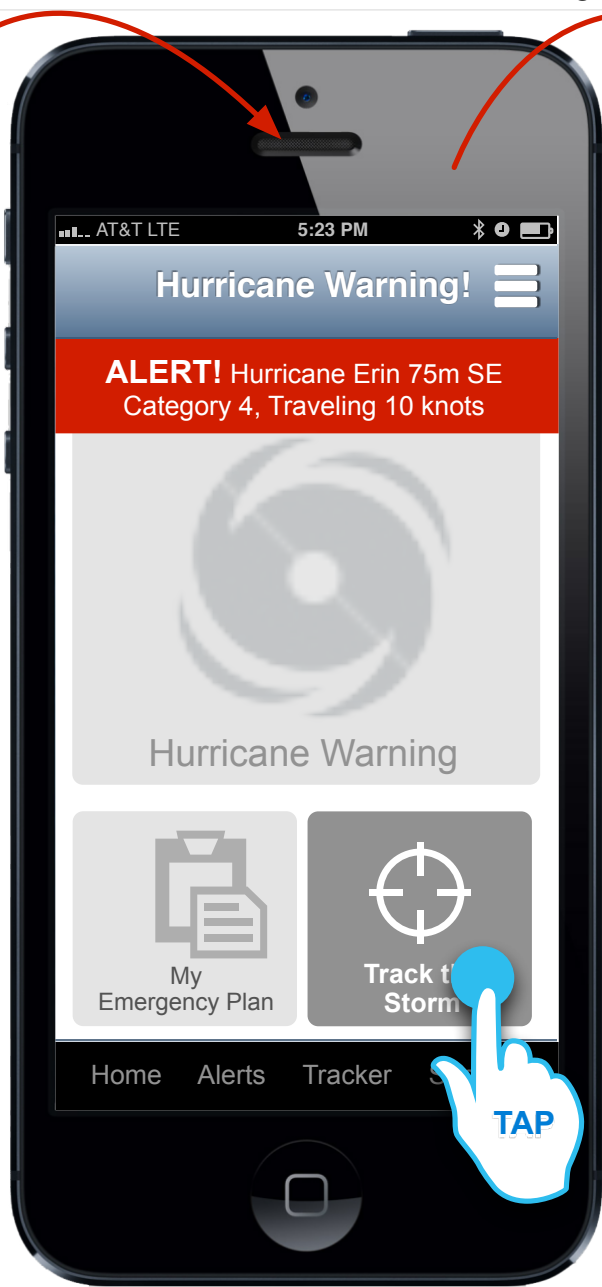 AT&T LTE 5:23 PM
Hurricane Warning!
ALERT! Hurricane Erin 75m SE
Category 4, Traveling 10 knots
Hurricane Warning
My
Emergency Plan
Track
Storm
Home Alerts Tracker
TAP